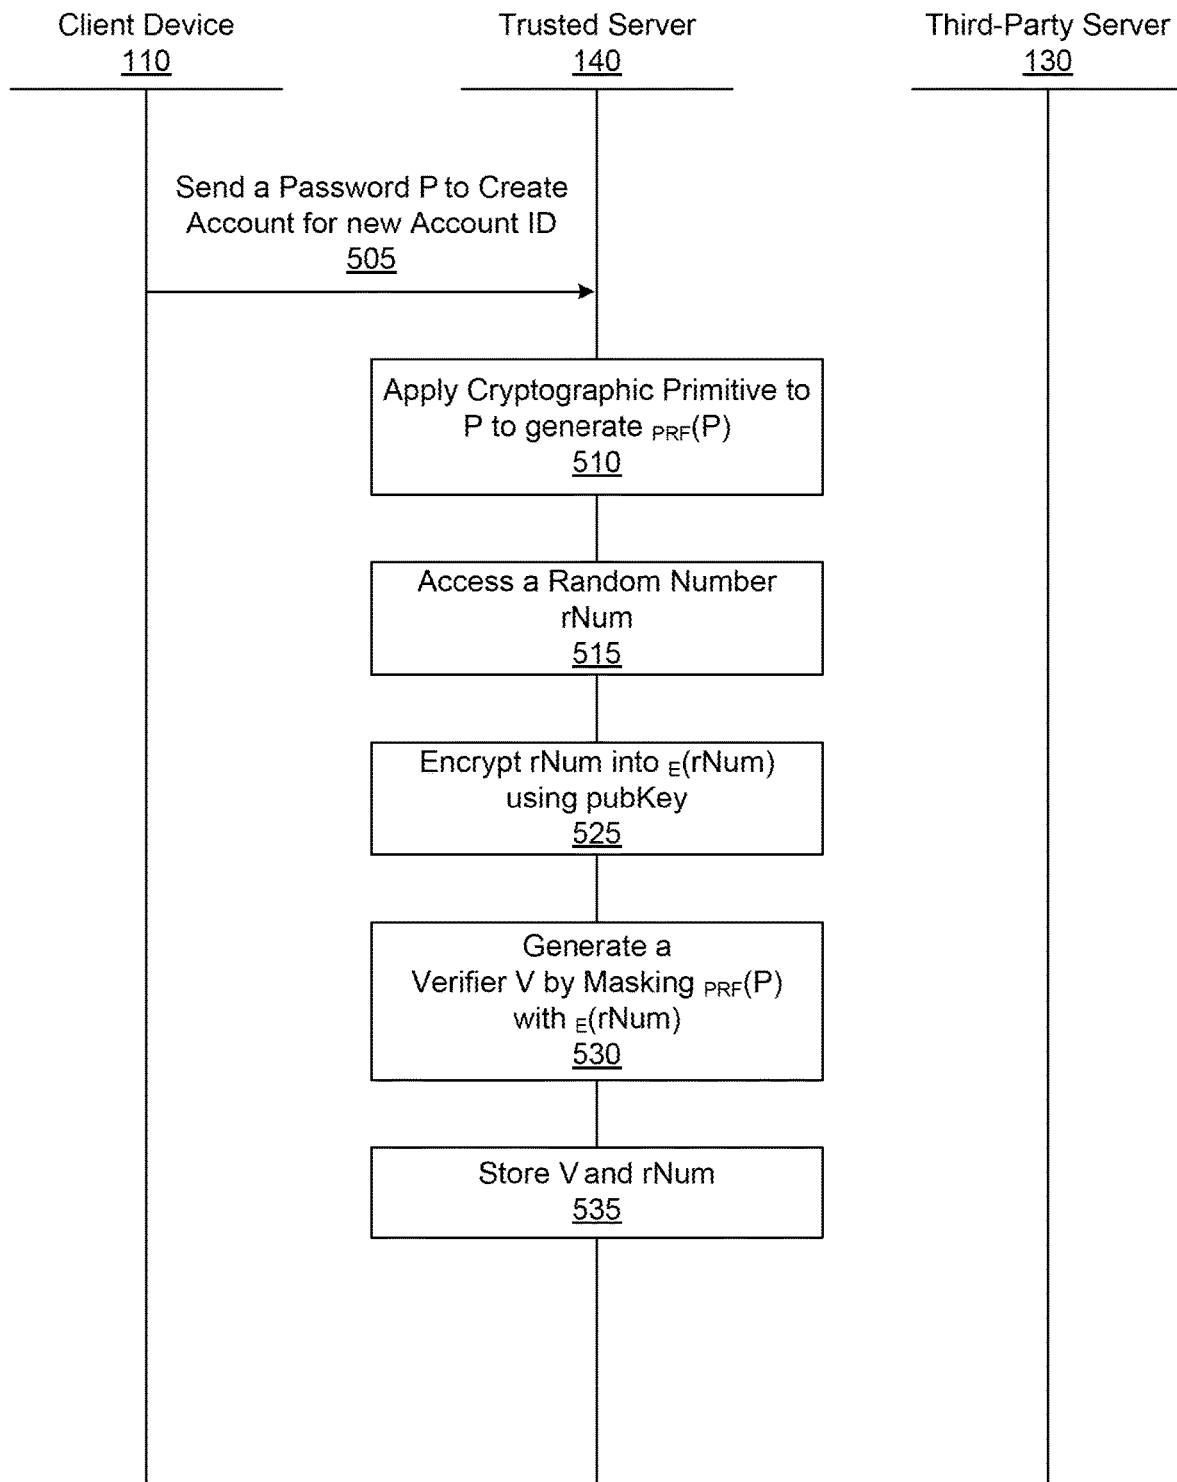 Client Device
110
Trusted Server
140
Third-Party Server
130
Send a Password P to Create
Account for new Account ID
505
Apply Cryptographic Primitive to
P to generate PRF(P)
510
Access a Random Number
rNum
515
Encrypt rNum into E(rNum)
using pubKey
525
Generate a
Verifier V by Masking PRF(P)
with E(rNum)
530
Store V and rNum
535